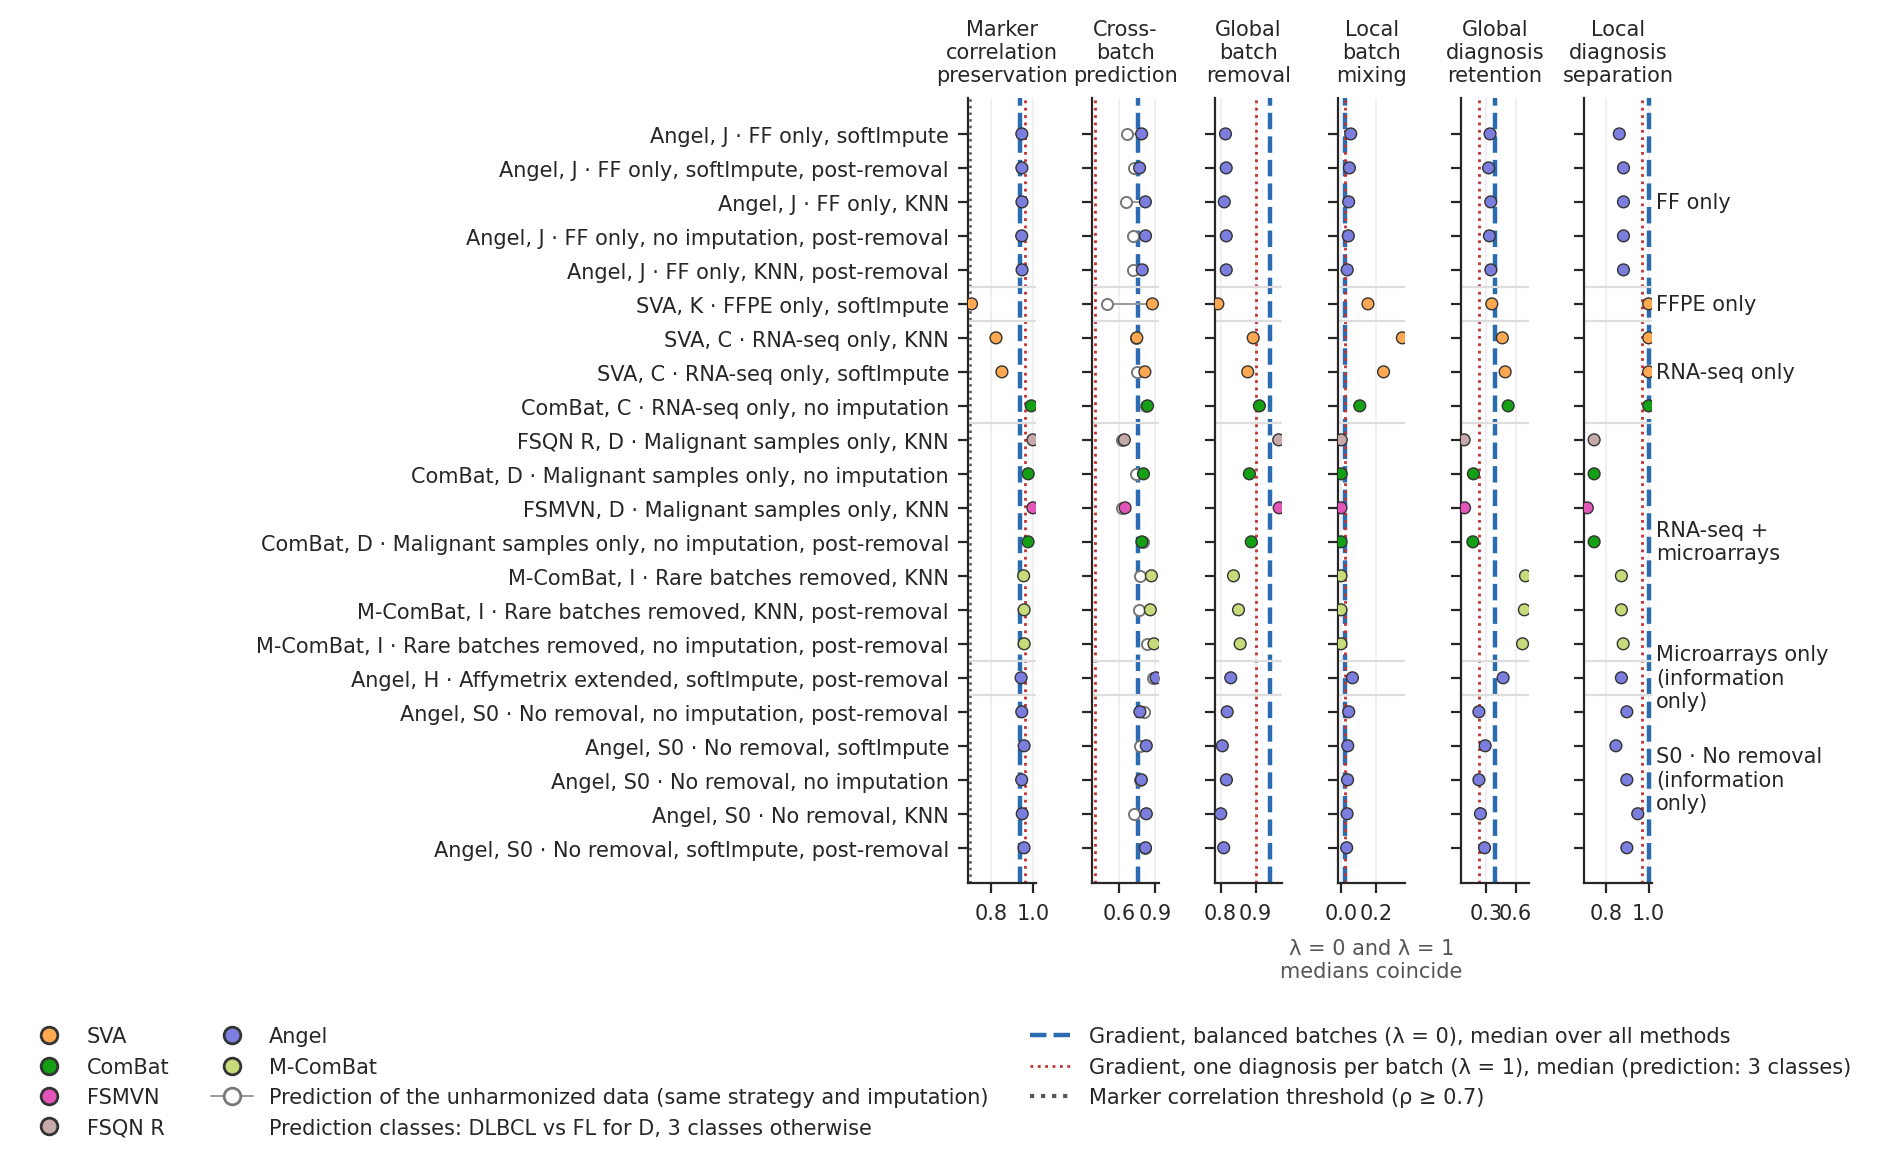 Marker
correlation
preservation
Cross-
batch
prediction
Global
batch
removal
Local
batch
mixing
Global
diagnosis
retention
Local
diagnosis
separation
Angel, J · FF only, softImpute
Angel, J · FF only, softImpute, post-removal
Angel, J · FF only, KNN
Angel, J · FF only, no imputation, post-removal
Angel, J · FF only, KNN, post-removal
SVA, K · FFPE only, softImpute
SVA, C · RNA-seq only, KNN
SVA, C · RNA-seq only, softImpute
ComBat, C · RNA-seq only, no imputation
FSQN R, D · Malignant samples only, KNN
ComBat, D · Malignant samples only, no imputation
FSMVN, D · Malignant samples only, KNN
ComBat, D · Malignant samples only, no imputation, post-removal
M-ComBat, I · Rare batches removed, KNN
M-ComBat, I · Rare batches removed, KNN, post-removal
M-ComBat, I · Rare batches removed, no imputation, post-removal
Angel, H · Affymetrix extended, softImpute, post-removal
Angel, S0 · No removal, no imputation, post-removal
Angel, S0 · No removal, softImpute
Angel, S0 · No removal, no imputation
Angel, S0 · No removal, KNN
Angel, S0 · No removal, softImpute, post-removal
FF only
FFPE only
RNA-seq only
RNA-seq +
microarrays
Microarrays only
(information
only)
S0 · No removal
(information
only)
0.8 1.0
0.6 0.9
0.8 0.9
0.0 0.2
0.3 0.6
0.8 1.0
λ = 0 and λ = 1
medians coincide
SVA
ComBat
FSMVN
FSQN R
Angel
M-ComBat
Prediction of the unharmonized data (same strategy and imputation)
Prediction classes: DLBCL vs FL for D, 3 classes otherwise
Gradient, balanced batches (λ = 0), median over all methods
Gradient, one diagnosis per batch (λ = 1), median (prediction: 3 classes)
Marker correlation threshold (ρ ≥ 0.7)